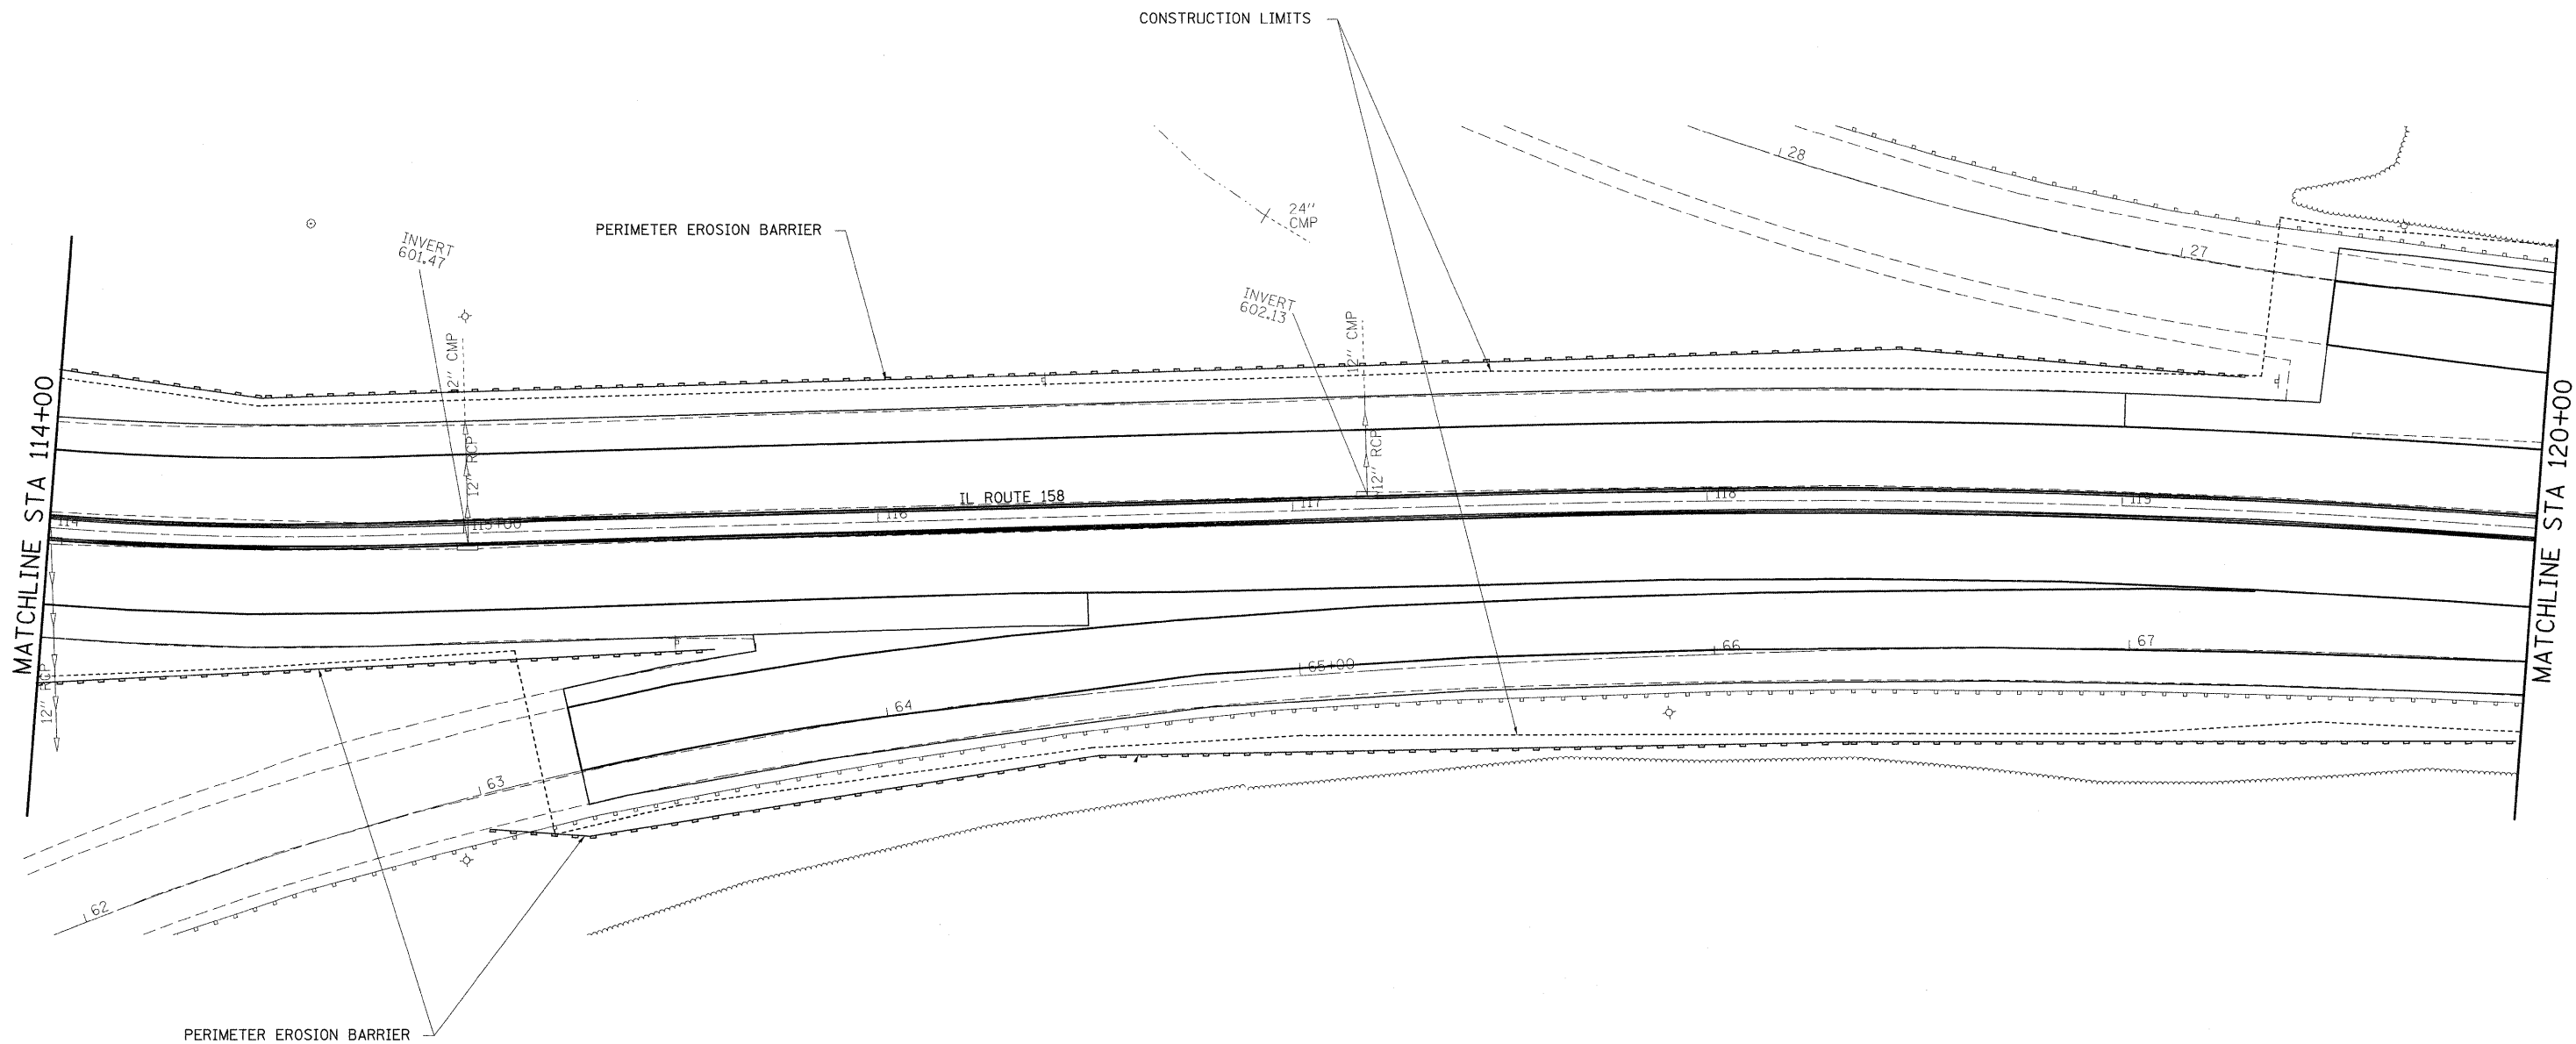 CONSTRUCTION LIMITS
28
24"
CMP
PERIMETER EROSION BARRIER
INVERT
601.47
27
INVERT
602.13
12" CMP
12" CMP
MATCHLINE STA 114+00
MATCHLINE STA 120+00
12" RCP
12" RCP
IL ROUTE 158
114
115+00
116
117
118
119
12" RCP
62
63
64
65+00
66
67
PERIMETER EROSION BARRIER